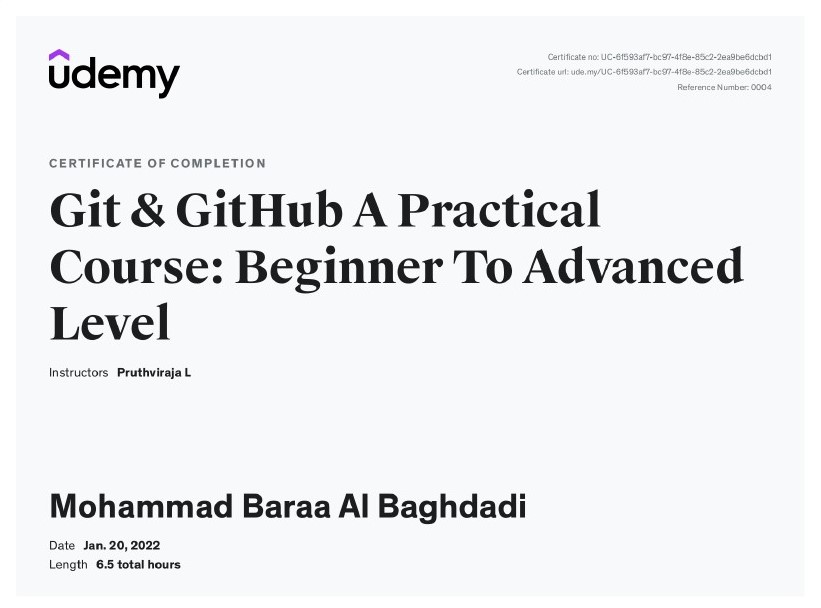 udemy
Certificate no: UC-6f593af7-bc97-4f8e-85c2-2ea9be6dcbd1
Certificate url: ude.my/UC-6f593af7-bc97-4f8e-85c2-2ea9be6dcbd1
Reference Number: 0004
CERTIFICATE OF COMPLETION
Git & GitHub A Practical
Course: Beginner To Advanced
Level
Instructors Pruthviraja L
Mohammad Baraa Al Baghdadi
Date Jan. 20, 2022
Length 6.5 total hours